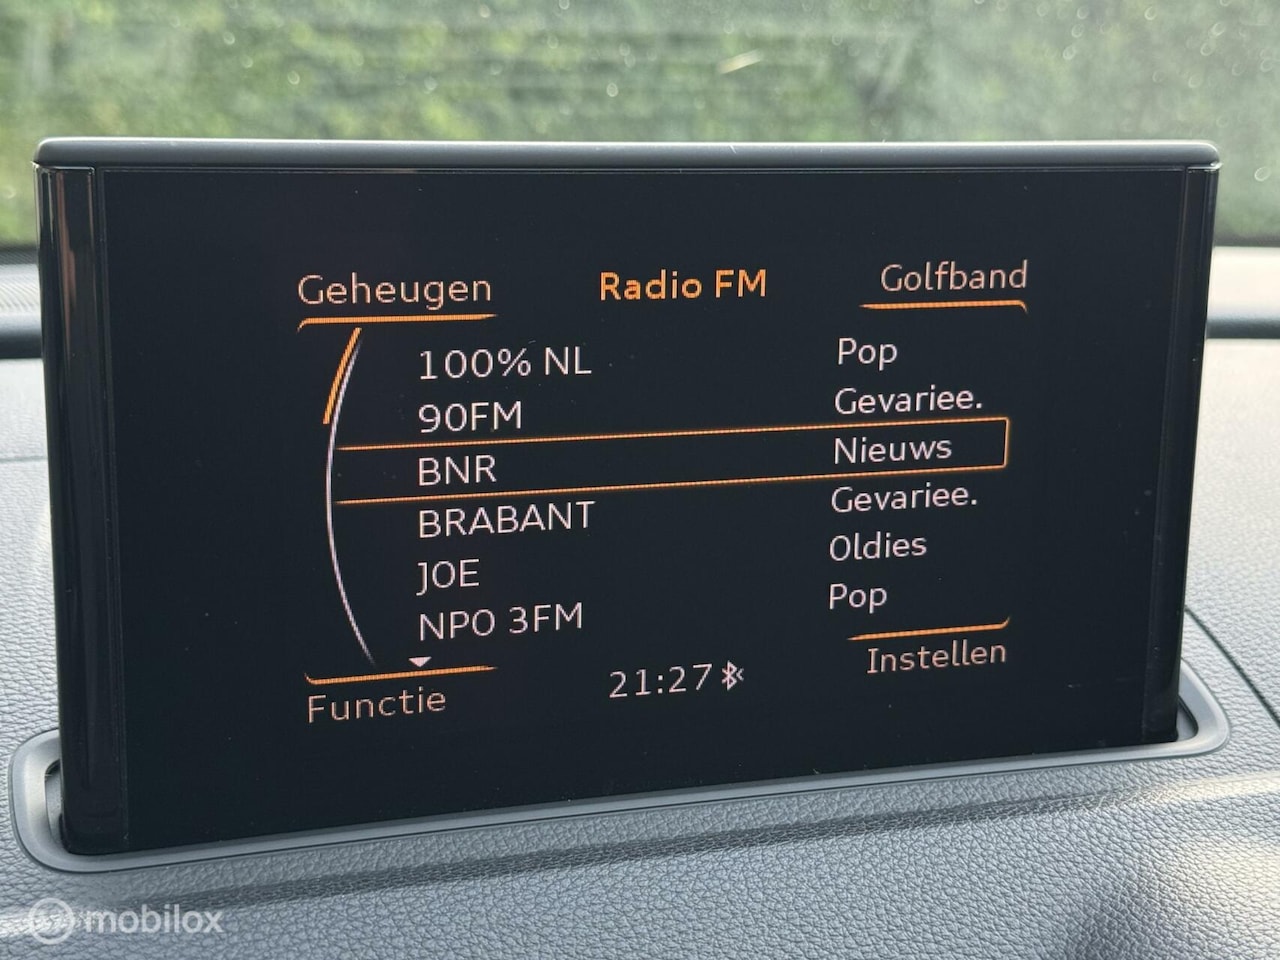 Geheugen Radio FM Golfband
100% NL Pop
90FM Gevariee.
BNR Nieuws
BRABANT Gevariee.
JOE Oldies
NPO 3FM Pop
Functie 21:27 Instellen
mobilox